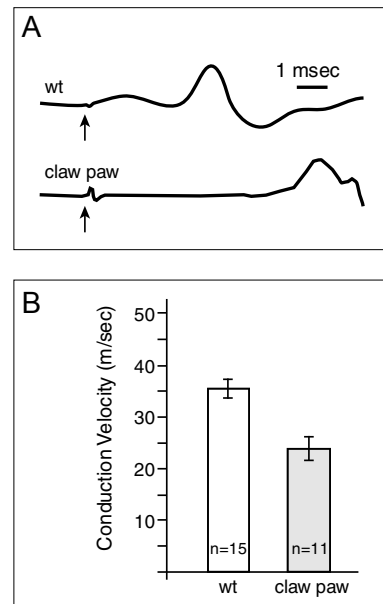 A
wt
1 msec
claw paw
B
Conduction Velocity (m/sec)
50
40
30
20
10
n=15
n=11
wt
claw paw